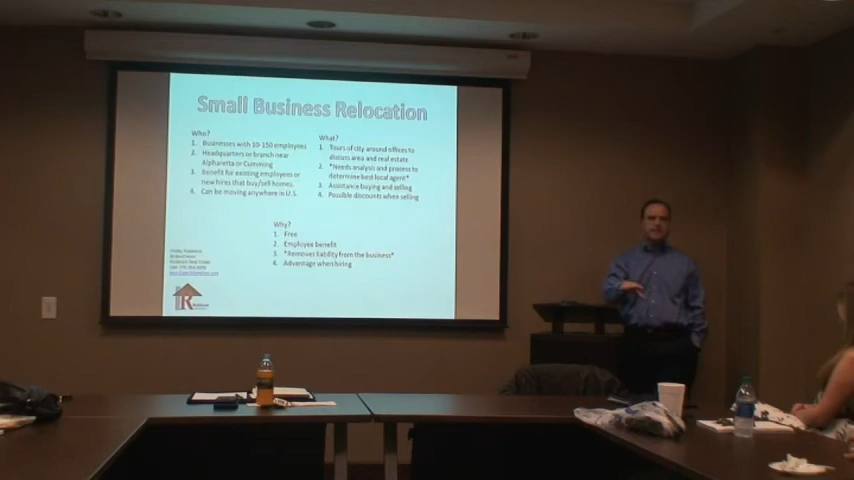 Small Business Relocation
Who?
1. Businesses with 10-150 employees
2. Headquarters or branch near
Alpharetta or Cumming
3. Benefit for existing employees or
new hires that buy/sell homes.
4. Can be moving anywhere in U.S.
What?
1. Tours of city around offices to
discuss area and real estate
2. *Needs analysis and process to
determine best local agent*
3. Assistance buying and selling
4. Possible discounts when selling
Why?
1. Free
2. Employee benefit
3. *Removes liability from the business*
4. Advantage when hiring
R